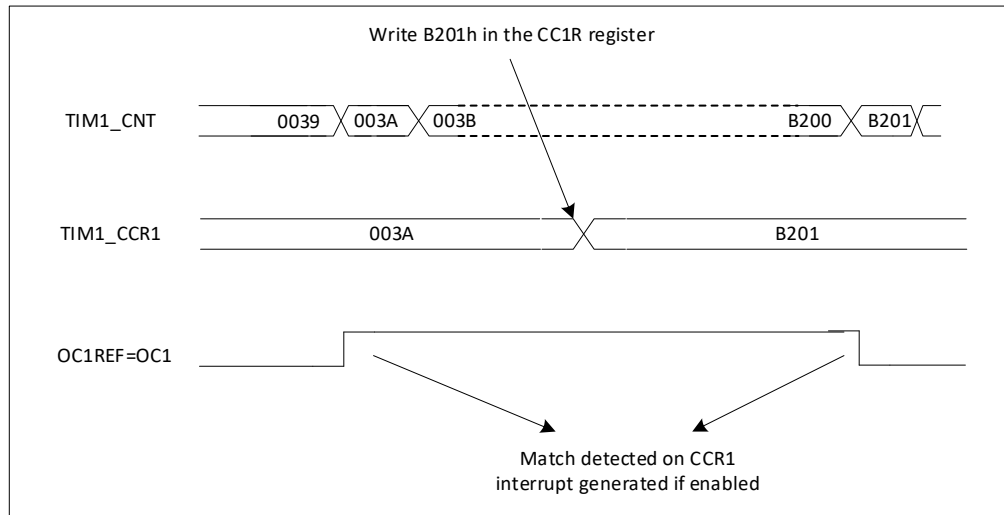 Write B201h in the CC1R register
TIM1_CNT 0039 003A 003B B200 B201
TIM1_CCR1 003A B201
OC1REF=OC1
Match detected on CCR1
interrupt generated if enabled